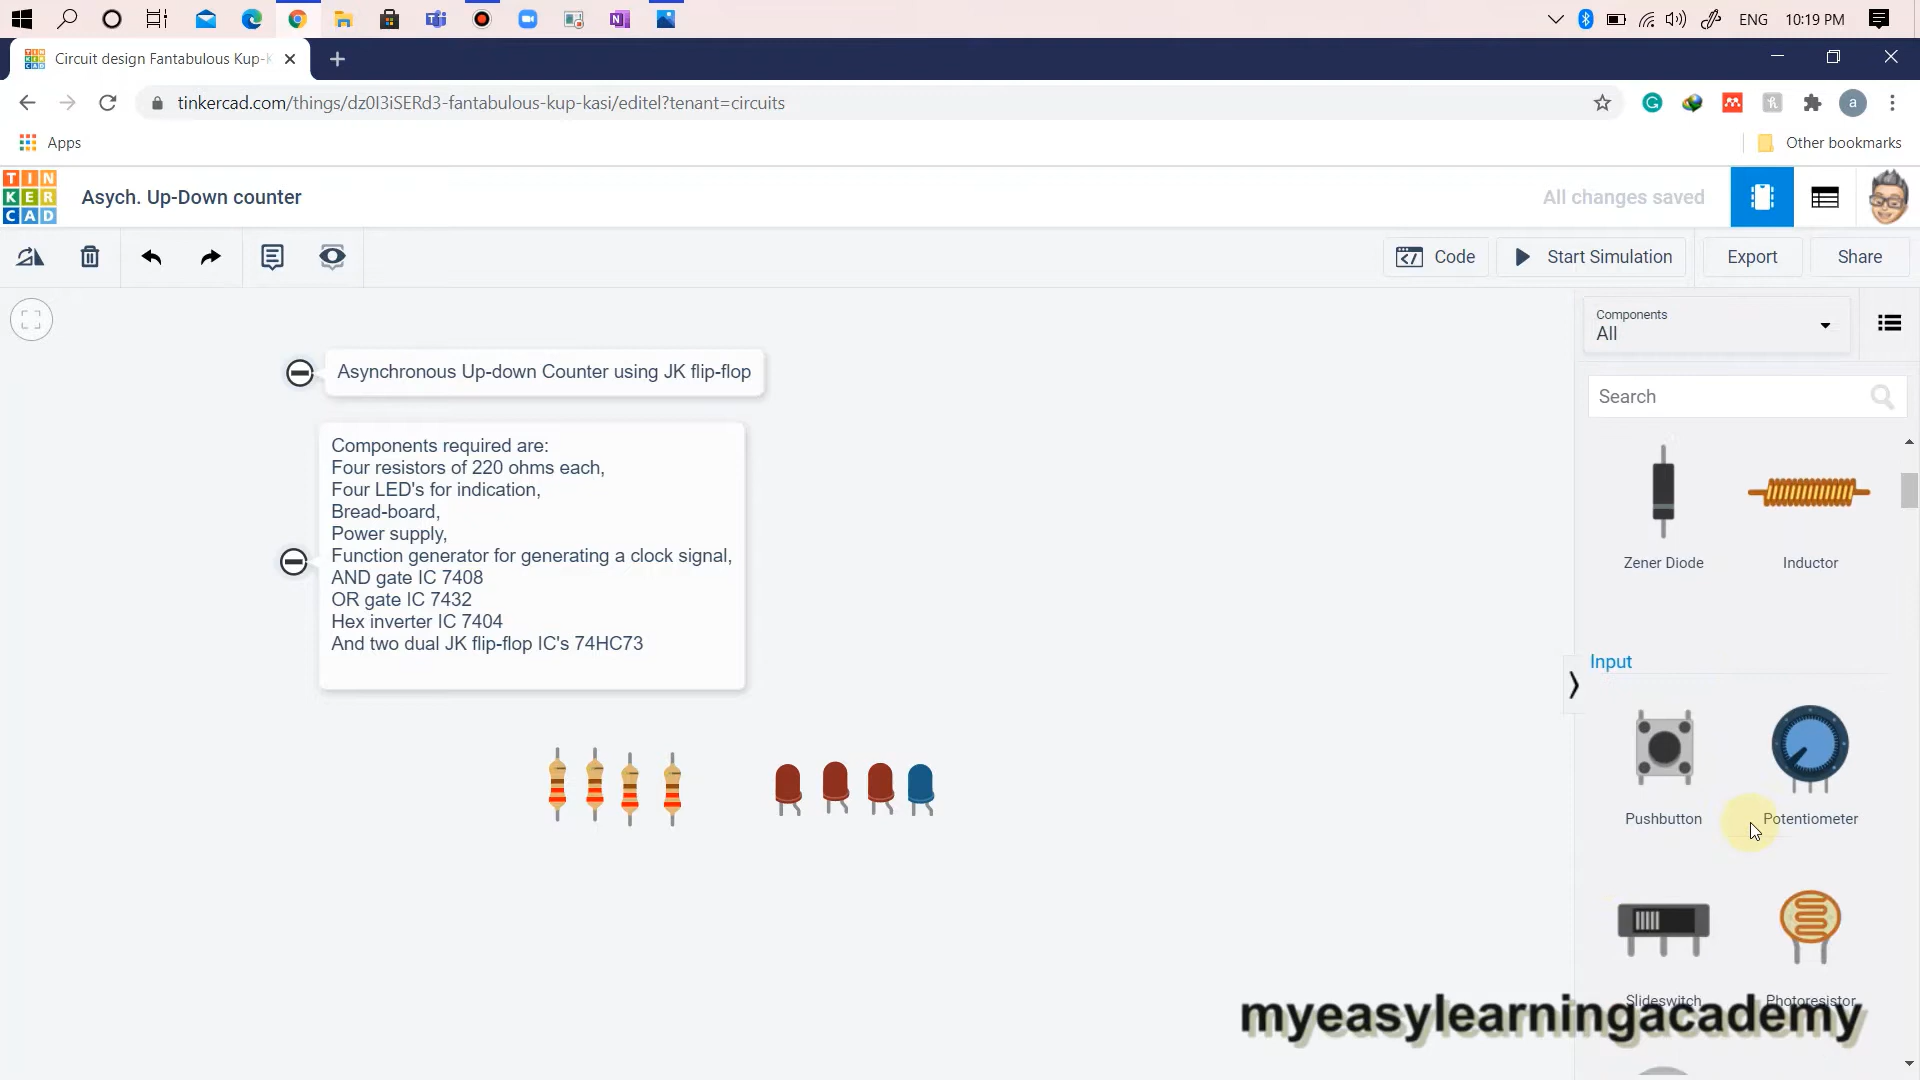 ENG
10:19 PM
Circuit design Fantabulous Kup-K
tinkercad.com/things/dz0I3iSERd3-fantabulous-kup-kasi/editel?tenant=circuits
a
Apps
Other bookmarks
TIN
KER
CAD
Asych. Up-Down counter
All changes saved
Code
Start Simulation
Export
Share
Components
All
Search
Asynchronous Up-down Counter using JK flip-flop
Components required are:
Four resistors of 220 ohms each,
Four LED's for indication,
Bread-board,
Power supply,
Function generator for generating a clock signal,
AND gate IC 7408
OR gate IC 7432
Hex inverter IC 7404
And two dual JK flip-flop IC's 74HC73
Zener Diode
Inductor
Input
Pushbutton
Potentiometer
Slideswitch
Photoresistor
myeasylearningacademy